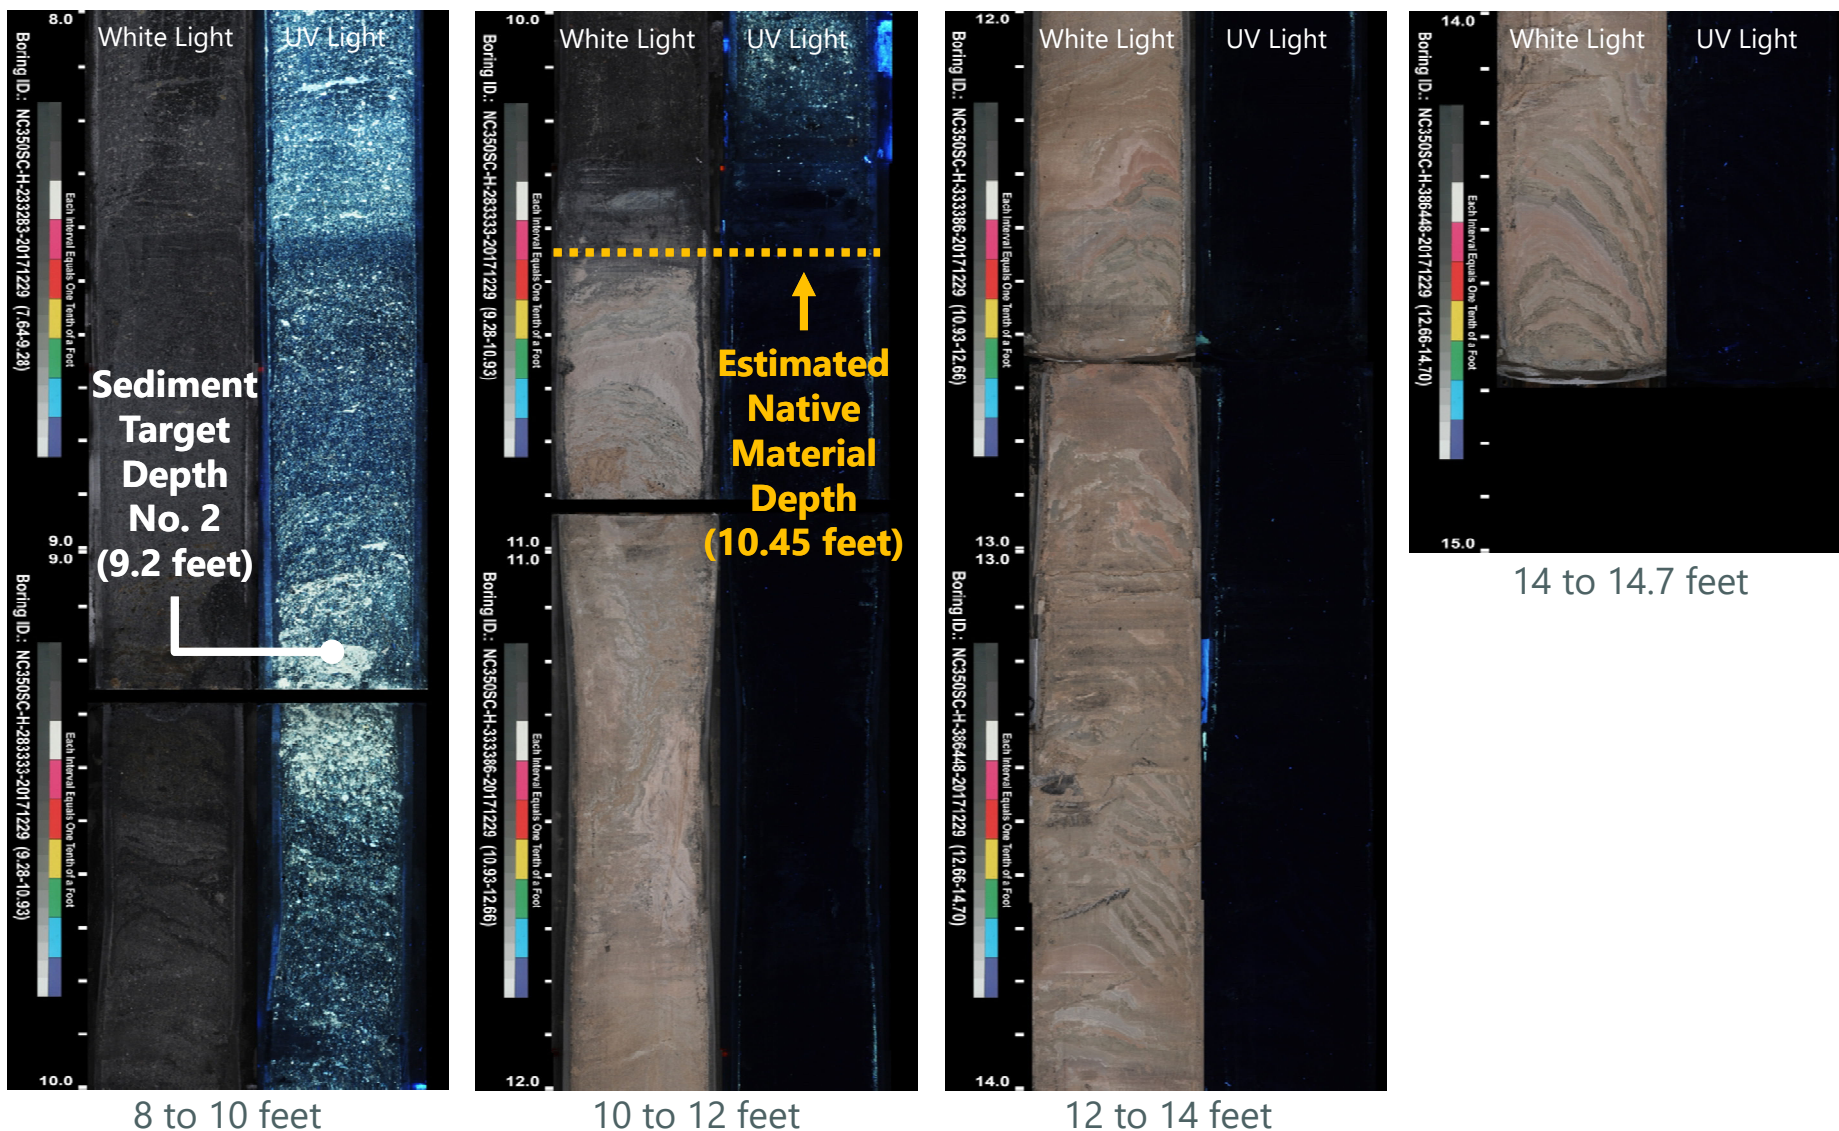 8.0
White Light
UV Light
Boring ID.: NC350SC-H-233283-20171229 (7.64-9.28)
Each Interval Equals One Tenth of a Foot
Sediment
Target
Depth
No. 2
(9.2 feet)
9.0
9.0
Boring ID.: NC350SC-H-283333-20171229 (9.28-10.93)
Each Interval Equals One Tenth of a Foot
10.0
8 to 10 feet
10.0
White Light
UV Light
Boring ID.: NC350SC-H-283333-20171229 (9.28-10.93)
Each Interval Equals One Tenth of a Foot
Estimated
Native
Material
Depth
(10.45 feet)
11.0
11.0
Boring ID.: NC350SC-H-333386-20171229 (10.93-12.66)
Each Interval Equals One Tenth of a Foot
12.0
10 to 12 feet
12.0
White Light
UV Light
Boring ID.: NC350SC-H-333386-20171229 (10.93-12.66)
Each Interval Equals One Tenth of a Foot
13.0
13.0
Boring ID.: NC350SC-H-386448-20171229 (12.66-14.70)
Each Interval Equals One Tenth of a Foot
14.0
12 to 14 feet
14.0
White Light
UV Light
Boring ID.: NC350SC-H-386448-20171229 (12.66-14.70)
Each Interval Equals One Tenth of a Foot
15.0
14 to 14.7 feet